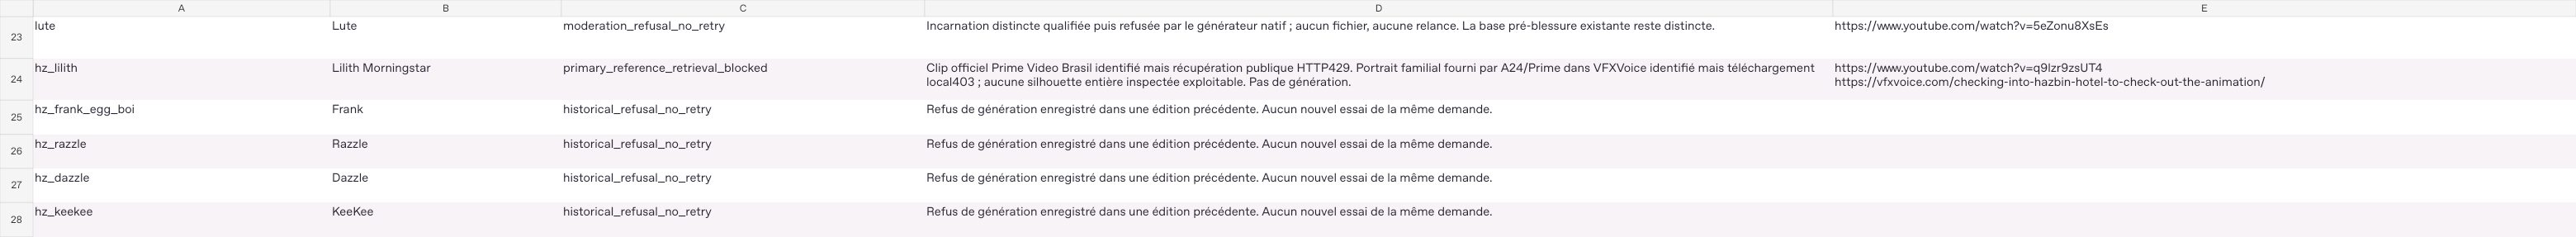 A B C D E
23 lute Lute moderation_refusal_no_retry Incarnation distincte qualifiée puis refusée par le générateur natif ; aucun fichier, aucune relance. La base pré-blessure existante reste distincte. https://www.youtube.com/watch?v=5eZonu8XsEs
24 hz_lilith Lilith Morningstar primary_reference_retrieval_blocked Clip officiel Prime Video Brasil identifié mais récupération publique HTTP429. Portrait familial fourni par A24/Prime dans VFXVoice identifié mais téléchargement https://www.youtube.com/watch?v=q9lzr9zsUT4
local403 ; aucune silhouette entière inspectée exploitable. Pas de génération. https://vfxvoice.com/checking-into-hazbin-hotel-to-check-out-the-animation/
25 hz_frank_egg_boi Frank historical_refusal_no_retry Refus de génération enregistré dans une édition précédente. Aucun nouvel essai de la même demande.
26 hz_razzle Razzle historical_refusal_no_retry Refus de génération enregistré dans une édition précédente. Aucun nouvel essai de la même demande.
27 hz_dazzle Dazzle historical_refusal_no_retry Refus de génération enregistré dans une édition précédente. Aucun nouvel essai de la même demande.
28 hz_keekee KeeKee historical_refusal_no_retry Refus de génération enregistré dans une édition précédente. Aucun nouvel essai de la même demande.